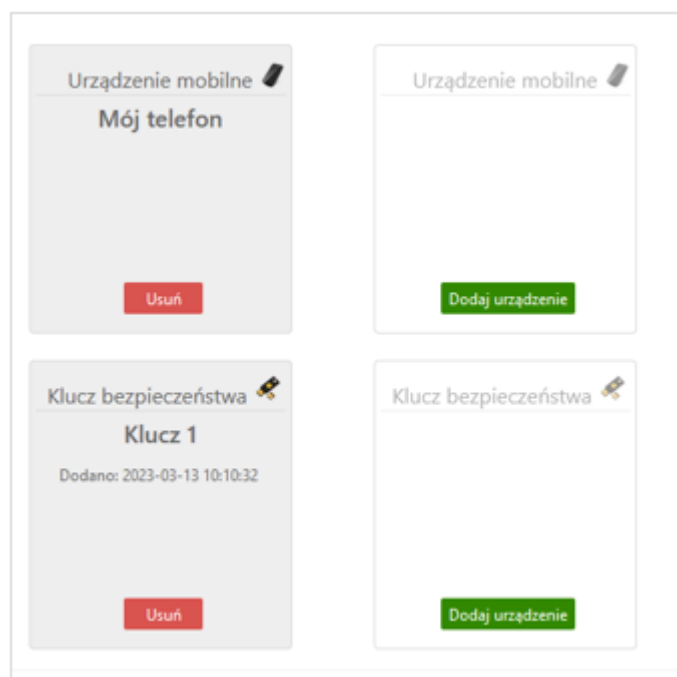 Urządzenie mobilne
Mój telefon
Usuń
Urządzenie mobilne
Dodaj urządzenie
Klucz bezpieczeństwa
Klucz 1
Dodano: 2023-03-13 10:10:32
Usuń
Klucz bezpieczeństwa
Dodaj urządzenie